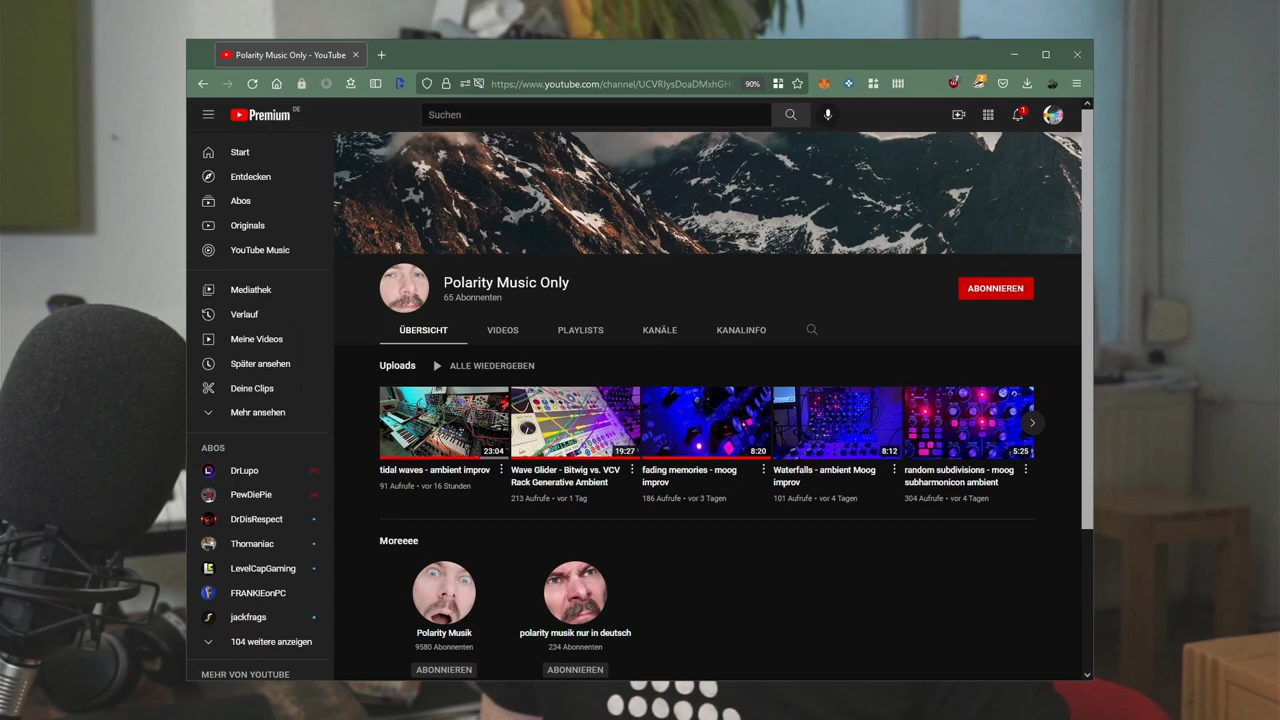 Polarity Music Only - YouTube
https://www.youtube.com/channel/UCVRlysDoaDMxhGH
90%
7
2
Premium DE
Suchen
1
Start
Entdecken
Abos
Originals
YouTube Music
Mediathek
Verlauf
Meine Videos
Später ansehen
Deine Clips
Mehr ansehen
ABOS
DrLupo
PewDiePie
DrDisRespect
Thomaniac
LevelCapGaming
FRANKIEonPC
jackfrags
104 weitere anzeigen
MEHR VON YOUTUBE
Polarity Music Only
65 Abonnenten
ABONNIEREN
ÜBERSICHT VIDEOS PLAYLISTS KANÄLE KANALINFO
Uploads ALLE WIEDERGEBEN
23:04
tidal waves - ambient improv
91 Aufrufe • vor 16 Stunden
19:27
Wave Glider - Bitwig vs. VCV
Rack Generative Ambient
213 Aufrufe • vor 1 Tag
8:20
fading memories - moog
improv
186 Aufrufe • vor 3 Tagen
8:12
Waterfalls - ambient Moog
improv
101 Aufrufe • vor 4 Tagen
5:25
random subdivisions - moog
subharmonicon ambient
304 Aufrufe • vor 4 Tagen
Moreeee
Polarity Musik
9580 Abonnenten
ABONNIEREN
polarity musik nur in deutsch
234 Abonnenten
ABONNIEREN